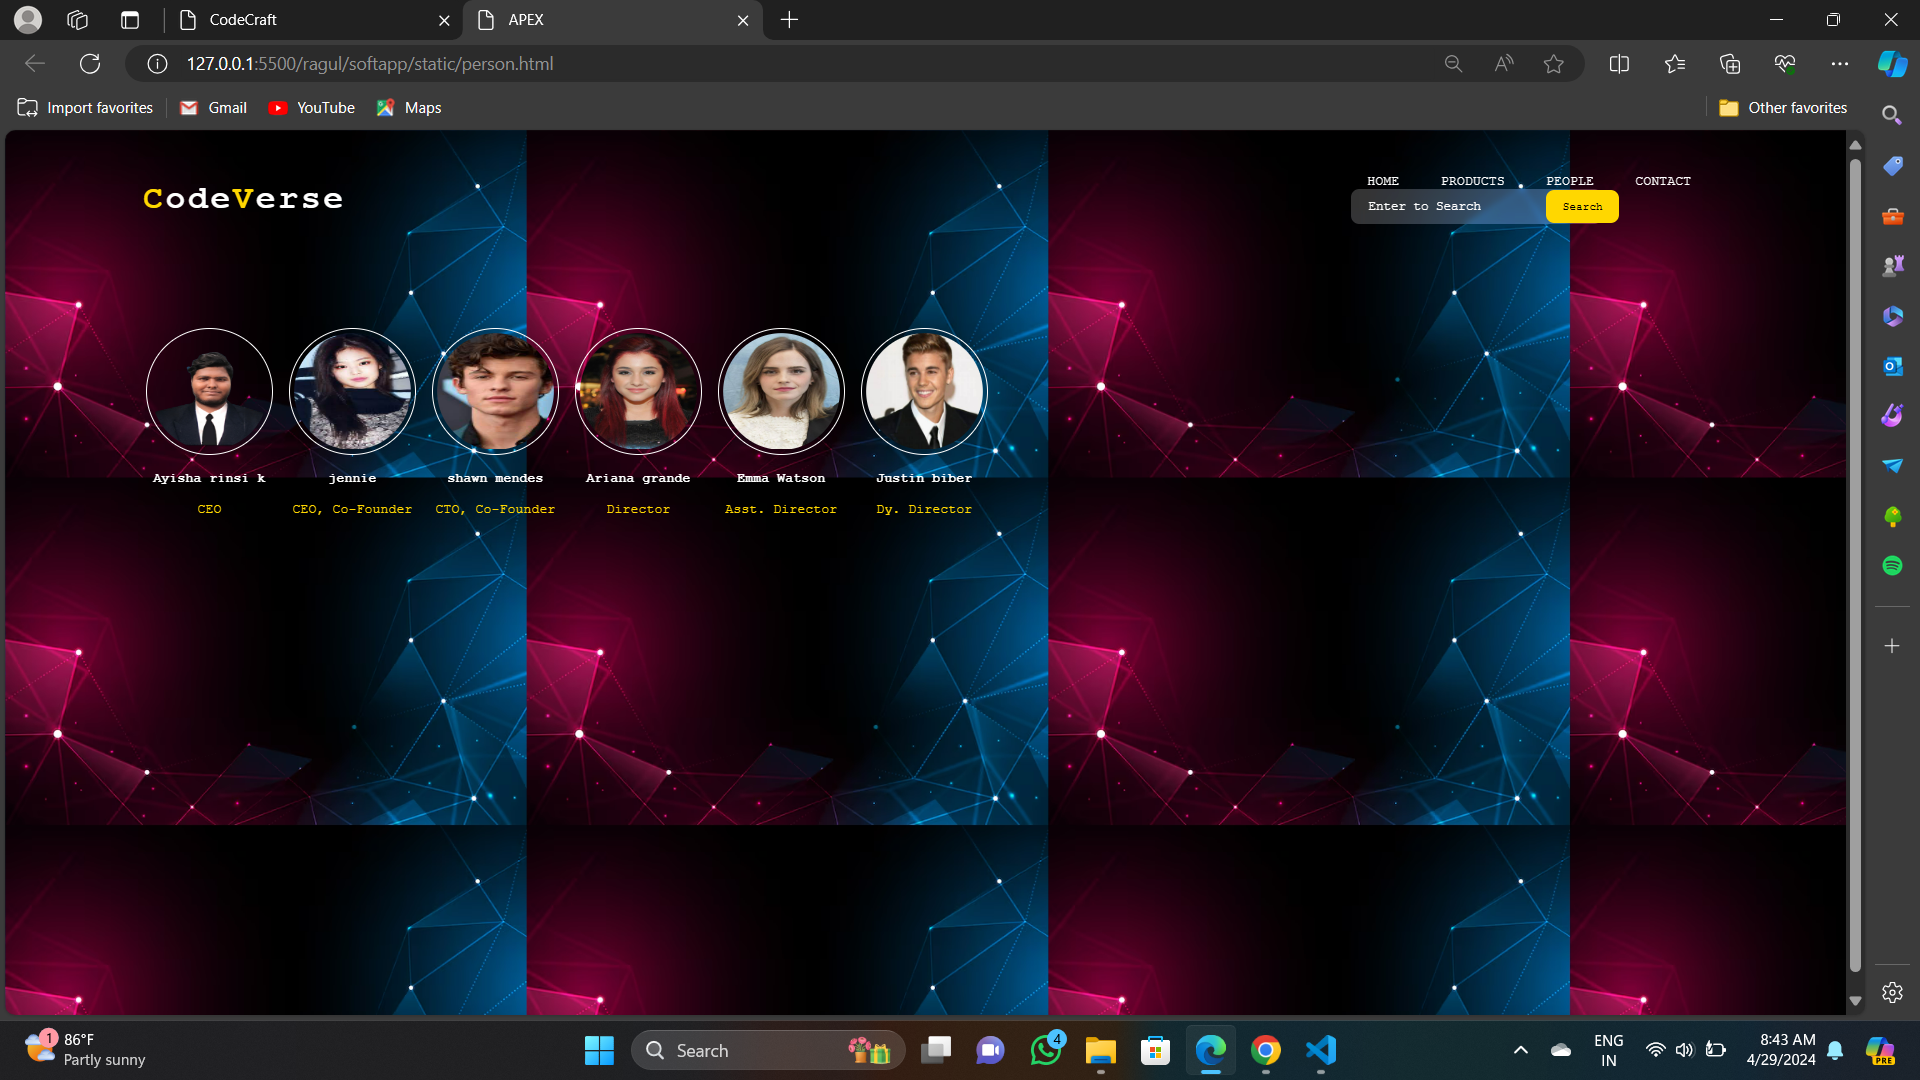 CodeCraft
APEX
127.0.0.1:5500/ragul/softapp/static/person.html
Import favorites
Gmail
YouTube
Maps
Other favorites
CodeVerse
HOME
PRODUCTS
PEOPLE
CONTACT
Enter to Search
Search
Ayisha rinsi k
jennie
shawn mendes
Ariana grande
Emma Watson
Justin biber
CEO
CEO, Co-Founder
CTO, Co-Founder
Director
Asst. Director
Dy. Director
1
86°F
Partly sunny
Search
4
ENG
IN
8:43 AM
4/29/2024
PRE